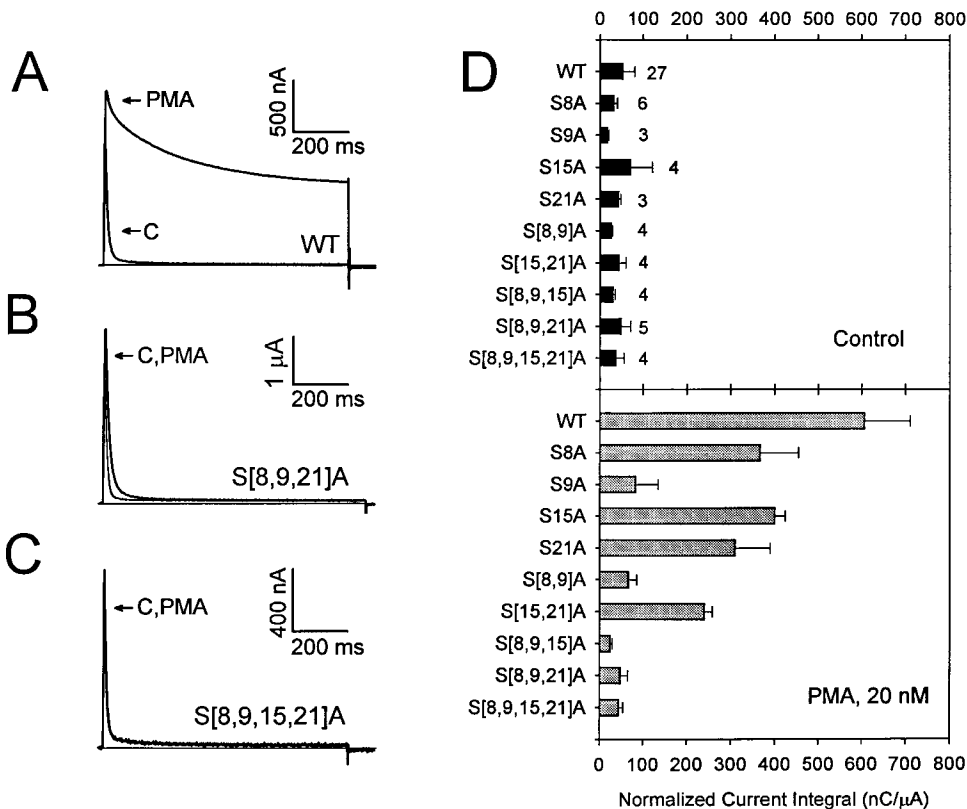 A
PMA
C
500 nA
200 ms
WT
B
C,PMA
1 μA
200 ms
S[8,9,21]A
C
C,PMA
400 nA
200 ms
S[8,9,15,21]A
D
0 100 200 300 400 500 600 700 800
WT 27
S8A 6
S9A 3
S15A 4
S21A 3
S[8,9]A 4
S[15,21]A 4
S[8,9,15]A 4
S[8,9,21]A 5
S[8,9,15,21]A 4
Control
WT
S8A
S9A
S15A
S21A
S[8,9]A
S[15,21]A
S[8,9,15]A
S[8,9,21]A
S[8,9,15,21]A
PMA, 20 nM
0 100 200 300 400 500 600 700 800
Normalized Current Integral (nC/μA)